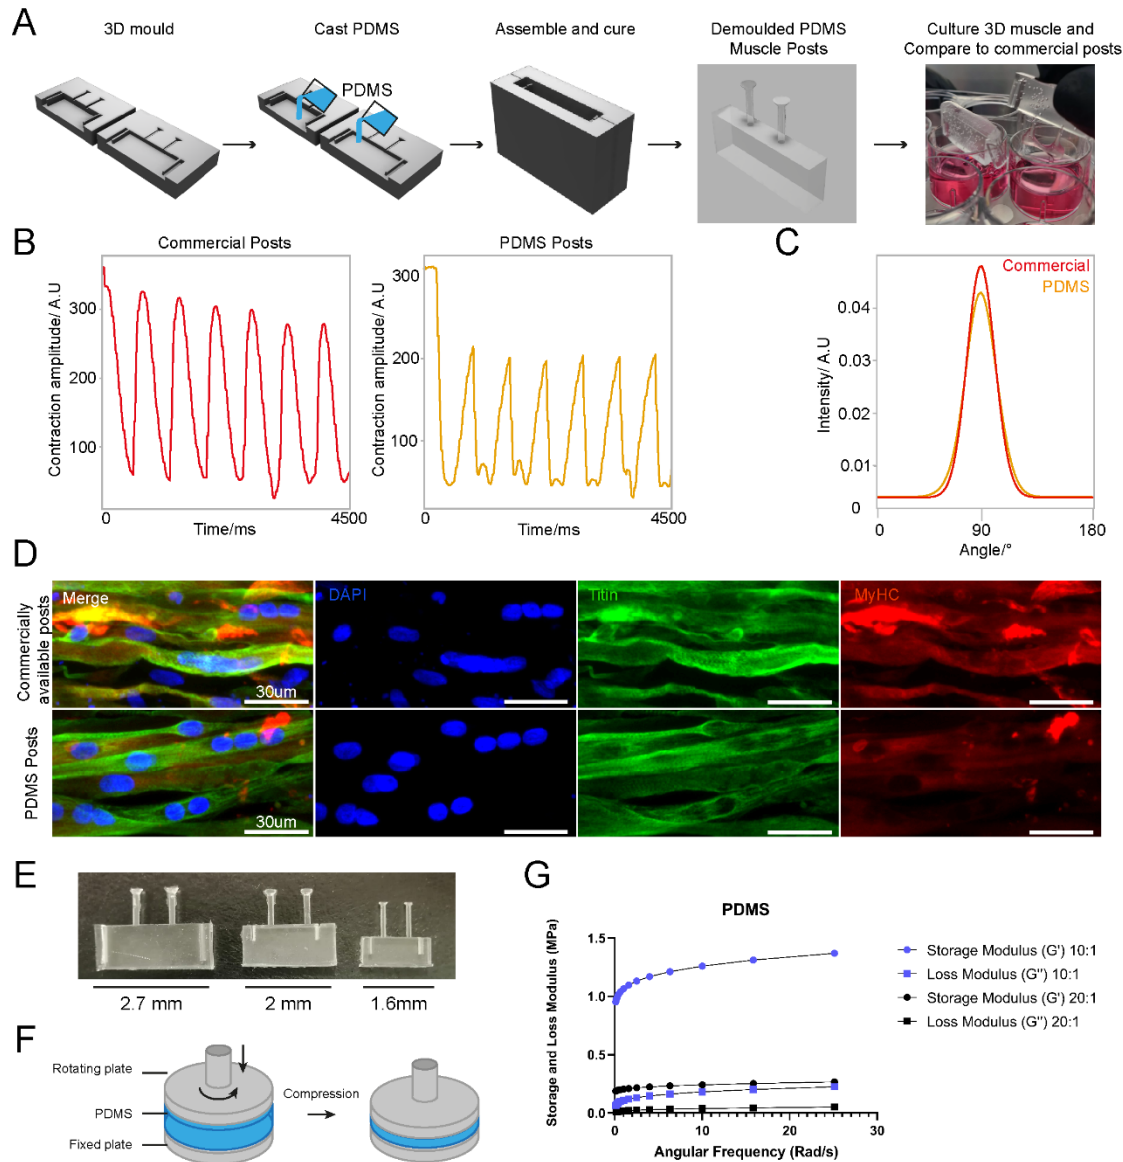 A
3D mould
Cast PDMS
Assemble and cure
Demoulded PDMS
Muscle Posts
Culture 3D muscle and
Compare to commercial posts
PDMS
B
Commercial Posts
Contraction amplitude/ A.U
300
200
100
0
4500
Time/ms
PDMS Posts
Contraction amplitude/ A.U
300
200
100
0
4500
Time/ms
C
Commercial
PDMS
Intensity/ A.U
0.04
0.03
0.02
0.01
0
0
90
180
Angle/°
D
Commercially
available posts
Merge
DAPI
Titin
MyHC
30um
PDMS Posts
30um
E
2.7 mm
2 mm
1.6mm
F
Rotating plate
PDMS
Fixed plate
Compression
G
PDMS
Storage and Loss Modulus (MPa)
1.5
1.0
0.5
0.0
0
10
20
30
Angular Frequency (Rad/s)
Storage Modulus (G') 10:1
Loss Modulus (G'') 10:1
Storage Modulus (G') 20:1
Loss Modulus (G'') 20:1